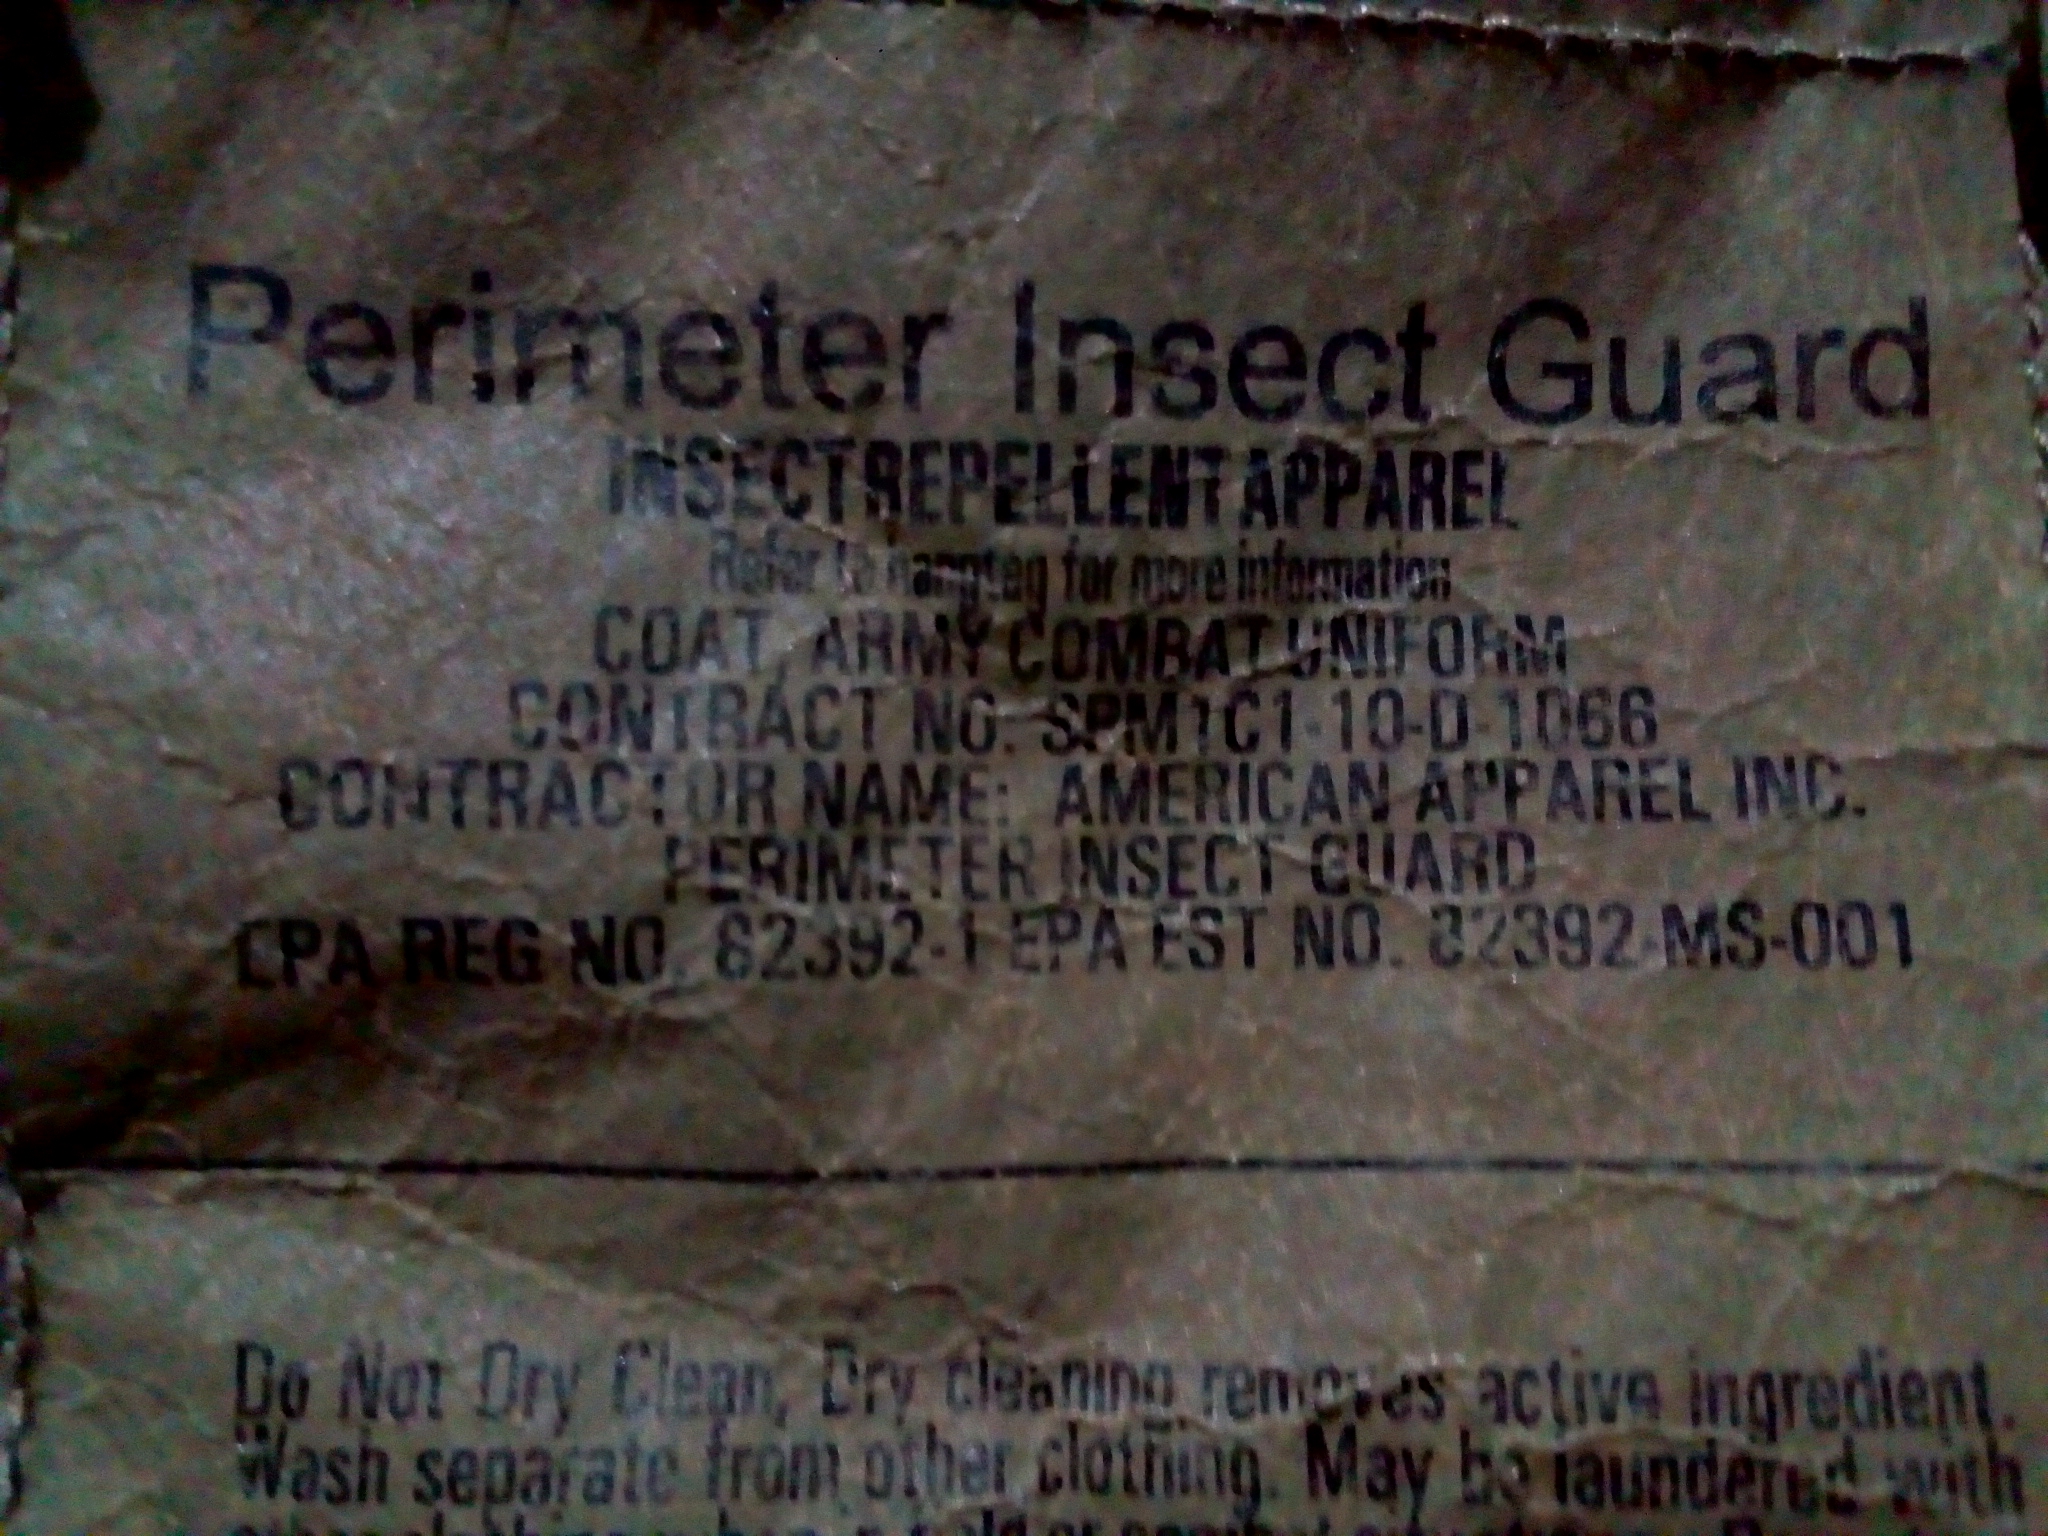 Perimeter Insect Guard
INSECT REPELLENT APPAREL
Refer to hangtag for more information
COAT, ARMY COMBAT UNIFORM
CONTRACT NO. SPM1C1-10-D-1066
CONTRACTOR NAME: AMERICAN APPAREL INC.
PERIMETER INSECT GUARD
EPA REG NO. 82392-1 EPA EST NO. 82392-MS-001
Do Not Dry Clean, Dry cleaning removes active ingredient.
Wash separate from other clothing. May be laundered with